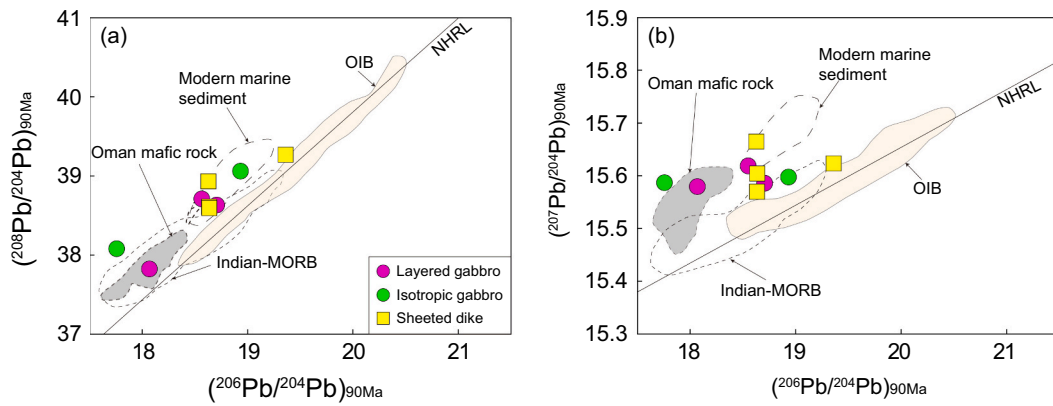 (a)
41
40
39
38
37
(²⁰⁸Pb/²⁰⁴Pb)90Ma
NHRL
OIB
Modern marine
sediment
Oman mafic rock
Indian-MORB
Layered gabbro
Isotropic gabbro
Sheeted dike
18
19
20
21
(²⁰⁶Pb/²⁰⁴Pb)90Ma
(b)
15.9
15.8
15.7
15.6
15.5
15.4
15.3
(²⁰⁷Pb/²⁰⁴Pb)90Ma
Modern marine
sediment
Oman mafic rock
NHRL
OIB
Indian-MORB
18
19
20
21
(²⁰⁶Pb/²⁰⁴Pb)90Ma